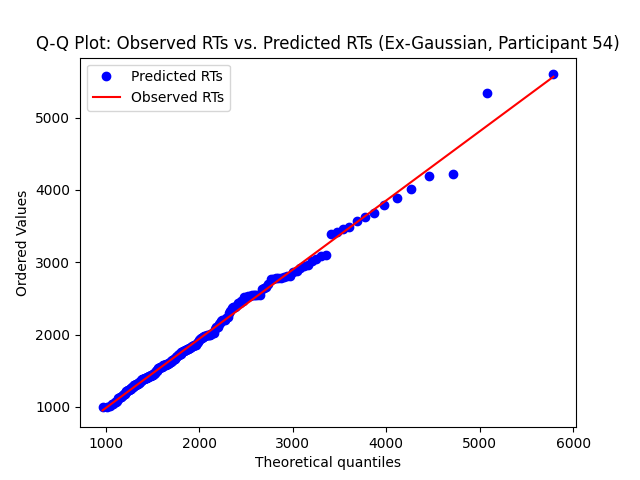 Q-Q Plot: Observed RTs vs. Predicted RTs (Ex-Gaussian, Participant 54)
Predicted RTs
Observed RTs
Ordered Values
5000
4000
3000
2000
1000
1000 2000 3000 4000 5000 6000
Theoretical quantiles